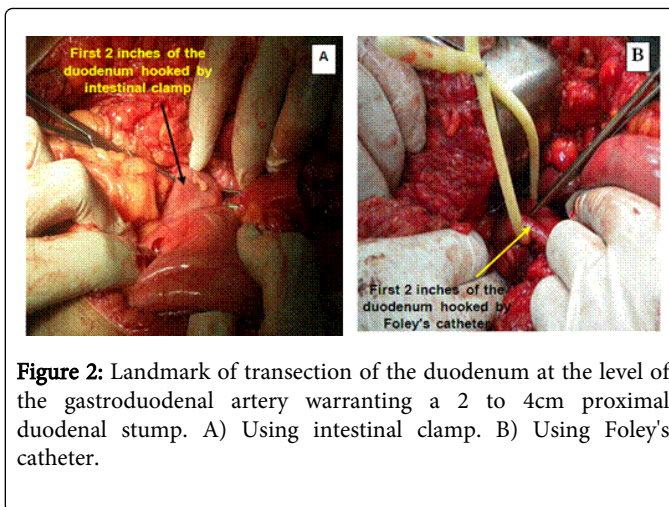 First 2 inches of the
duodenum hooked by
intestinal clamp
A
B
First 2 inches of the
duodenum hooked by
Foley's catheter
Figure 2: Landmark of transection of the duodenum at the level of
the gastroduodenal artery warranting a 2 to 4cm proximal
duodenal stump. A) Using intestinal clamp. B) Using Foley's
catheter.